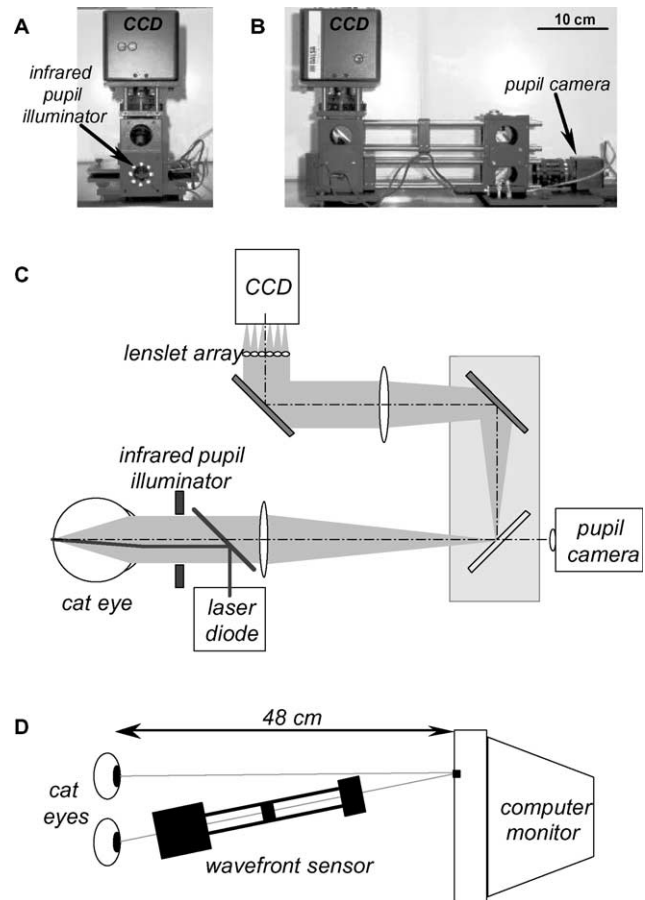 A
CCD
infrared
pupil
illuminator
B
CCD
DALSA
10 cm
pupil camera
C
CCD
lenslet array
infrared pupil
illuminator
pupil
camera
cat eye
laser
diode
D
48 cm
cat
eyes
wavefront sensor
computer
monitor